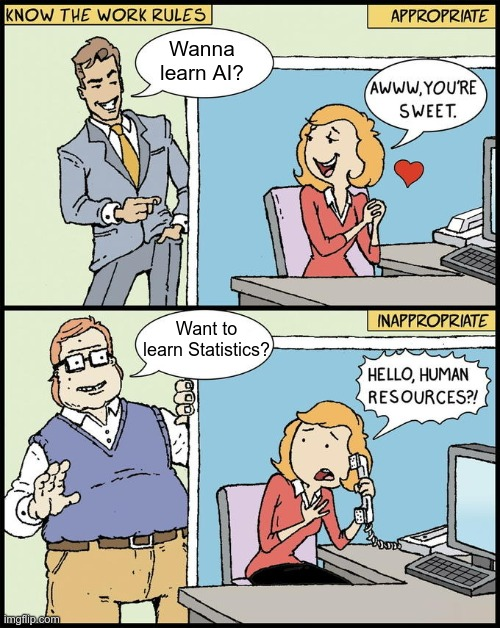 KNOW THE WORK RULES
APPROPRIATE
Wanna
learn AI?
AWWW, YOU'RE
SWEET.
INAPPROPRIATE
Want to
learn Statistics?
HELLO, HUMAN
RESOURCES?!
imgflip.com